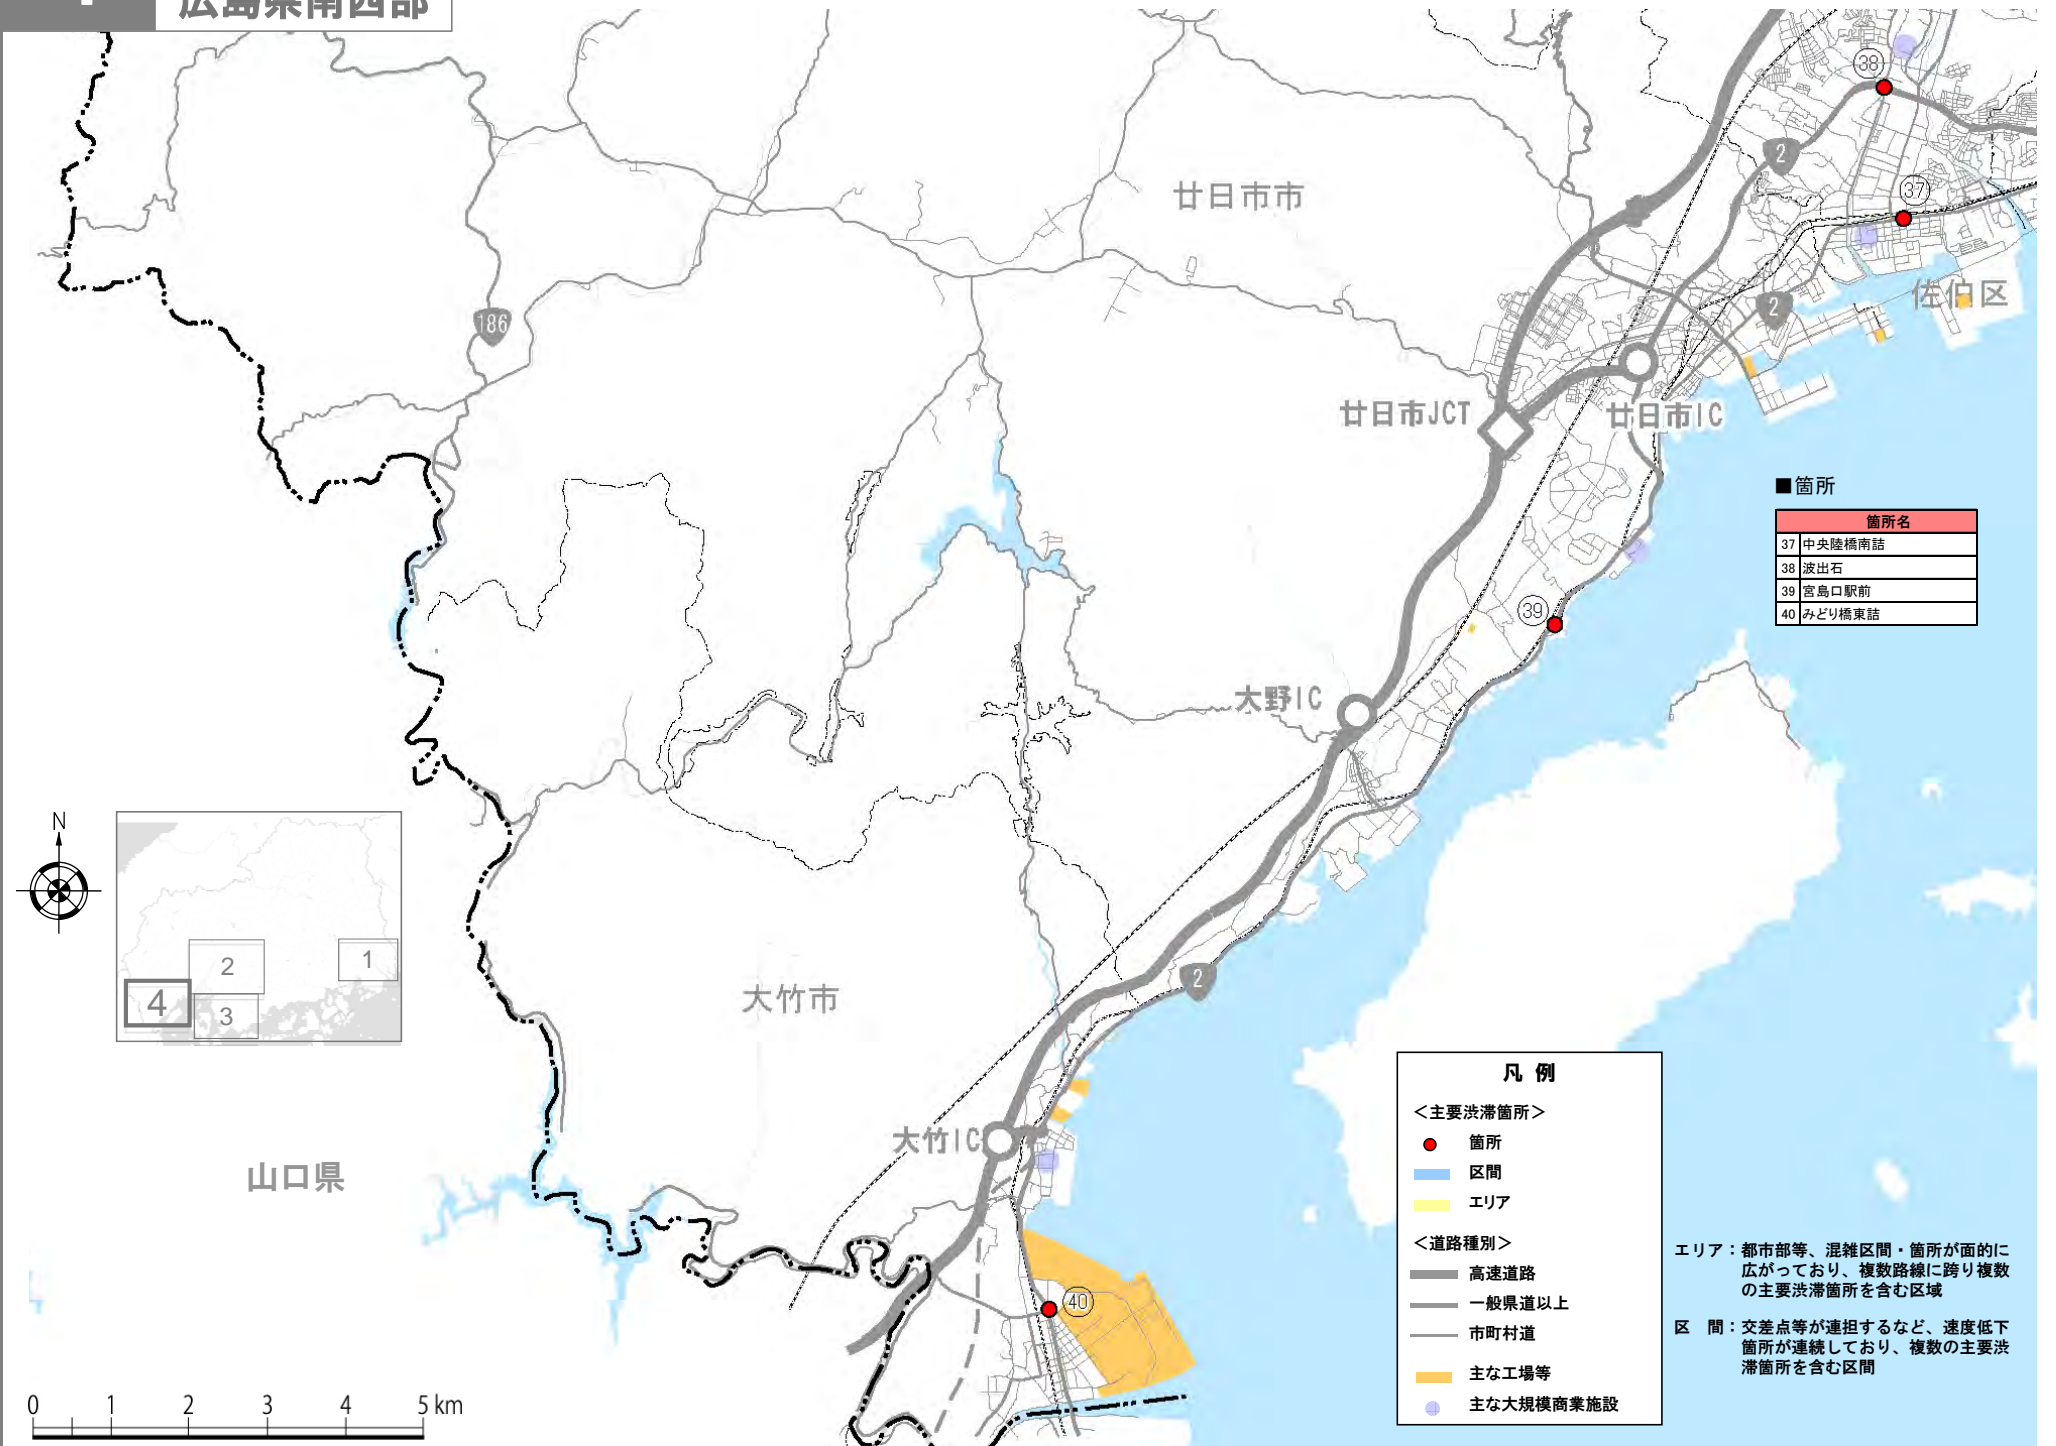 広島県南西部
38
2
37
廿日市市
佐伯区
2
186
廿日市JCT
廿日市IC
■箇所
箇所名
37 中央陸橋南詰
38 波出石
39 宮島口駅前
40 みどり橋東詰
39
大野IC
N
1
2
3
4
大竹市
2
大竹IC
山口県
40
凡 例
＜主要渋滞箇所＞
箇所
区間
エリア
＜道路種別＞
高速道路
一般県道以上
市町村道
主な工場等
主な大規模商業施設
エリア：都市部等、混雑区間・箇所が面的に
広がっており、複数路線に跨り複数
の主要渋滞箇所を含む区域
区 間：交差点等が連担するなど、速度低下
箇所が連続しており、複数の主要渋
滞箇所を含む区間
0 1 2 3 4 5 km